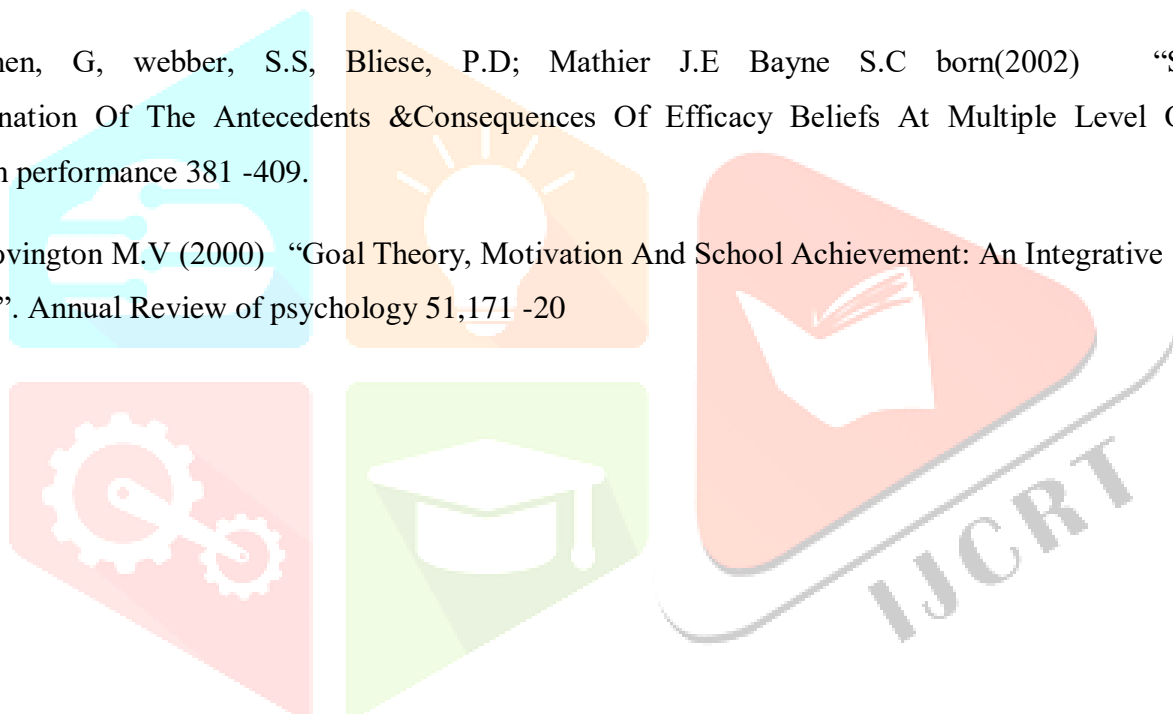 hen, G, webber, S.S, Bliese, P.D; Mathier J.E Bayne S.C born(2002) “S
nation Of The Antecedents &Consequences Of Efficacy Beliefs At Multiple Level O
n performance 381 -409.
ovington M.V (2000) “Goal Theory, Motivation And School Achievement: An Integrative
”. Annual Review of psychology 51,171 -20
IJCRT